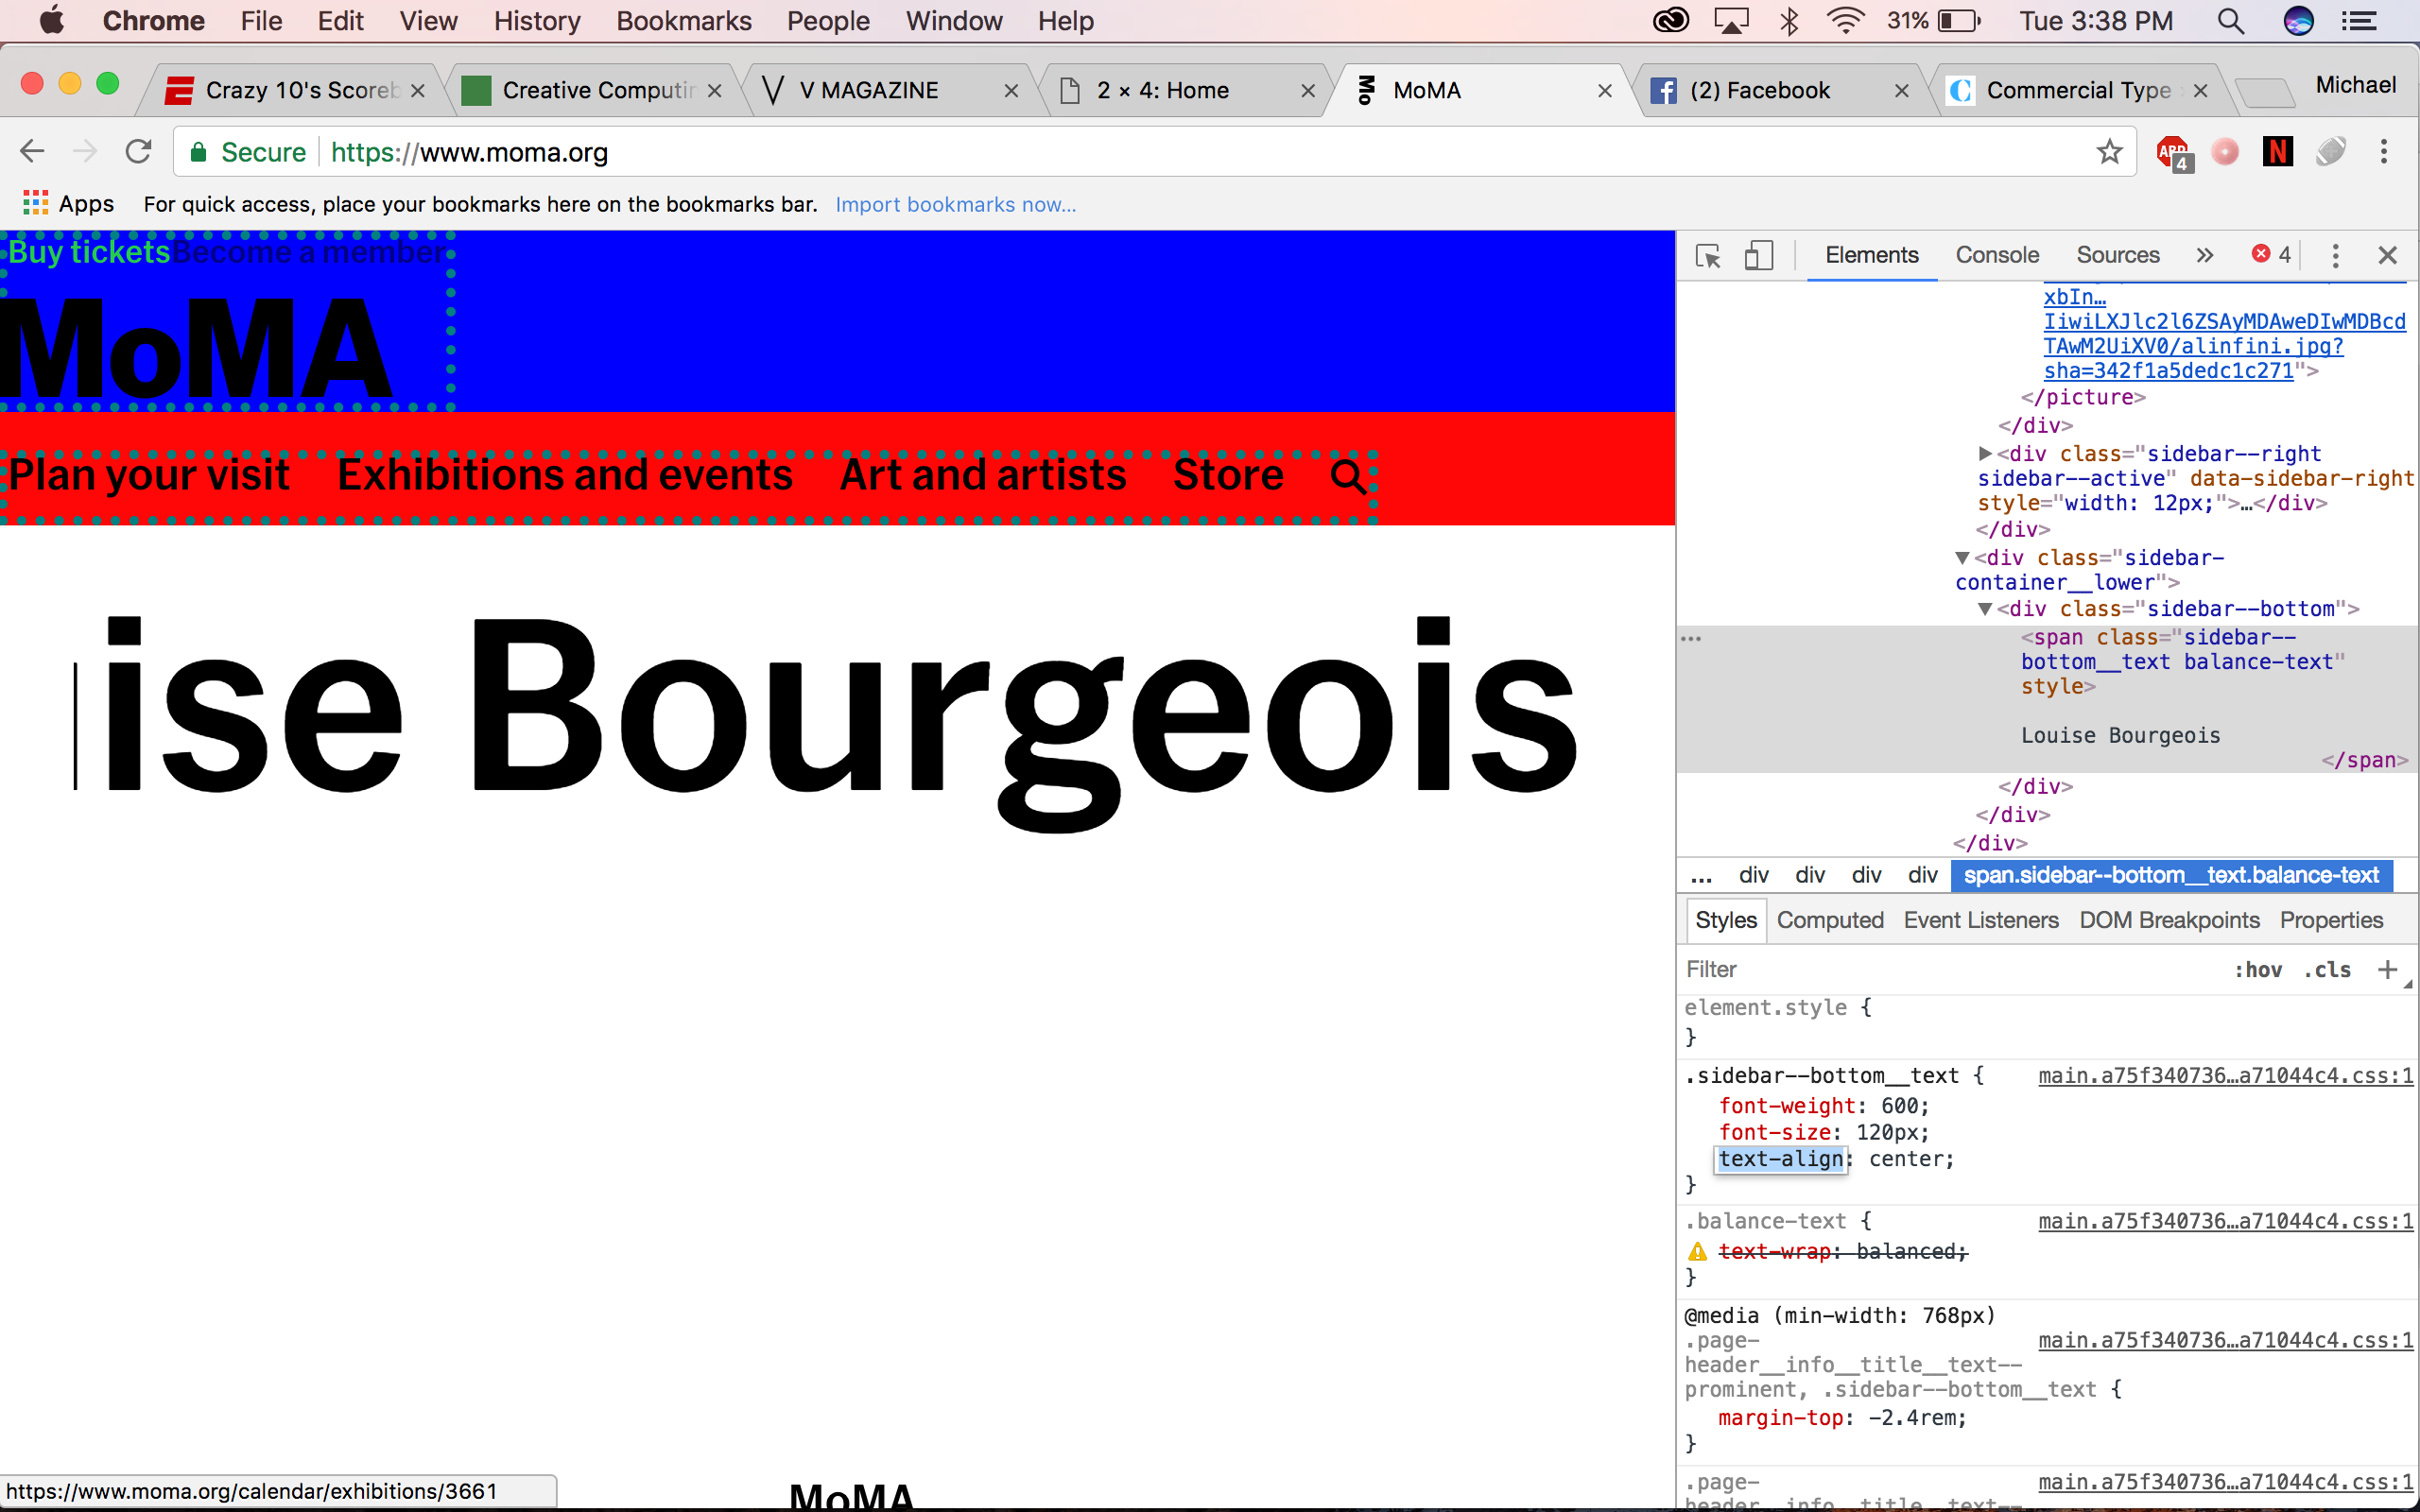 Chrome File Edit View History Bookmarks People Window Help 31% Tue 3:38 PM
Crazy 10's Scoreb Creative Computin V MAGAZINE 2 × 4: Home MoMA (2) Facebook Commercial Type Michael
Secure https://www.moma.org ABP 4 N
Apps For quick access, place your bookmarks here on the bookmarks bar. Import bookmarks now...
Buy tickets Become a member
MoMA
Plan your visit Exhibitions and events Art and artists Store
ise Bourgeois
MoMA
https://www.moma.org/calendar/exhibitions/3661
Elements Console Sources » 4
xbIn…
IiwiLXJlc2l6ZSAyMDAweDIwMDBcd
TAwM2UiXV0/alinfini.jpg?
sha=342f1a5dedc1c271">
</picture>
</div>
<div class="sidebar--right
sidebar--active" data-sidebar-right
style="width: 12px;">…</div>
</div>
<div class="sidebar-
container__lower">
<div class="sidebar--bottom">
<span class="sidebar--
bottom__text balance-text"
style>
Louise Bourgeois
</span>
</div>
</div>
</div>
... div div div div span.sidebar--bottom__text.balance-text
Styles Computed Event Listeners DOM Breakpoints Properties
Filter :hov .cls +
element.style {
}
.sidebar--bottom__text { main.a75f340736…a71044c4.css:1
font-weight: 600;
font-size: 120px;
text-align: center;
}
.balance-text { main.a75f340736…a71044c4.css:1
text-wrap: balanced;
}
@media (min-width: 768px)
.page- main.a75f340736…a71044c4.css:1
header__info__title__text--
prominent, .sidebar--bottom__text {
margin-top: -2.4rem;
}
.page- main.a75f340736…a71044c4.css:1
header__info__title__text--